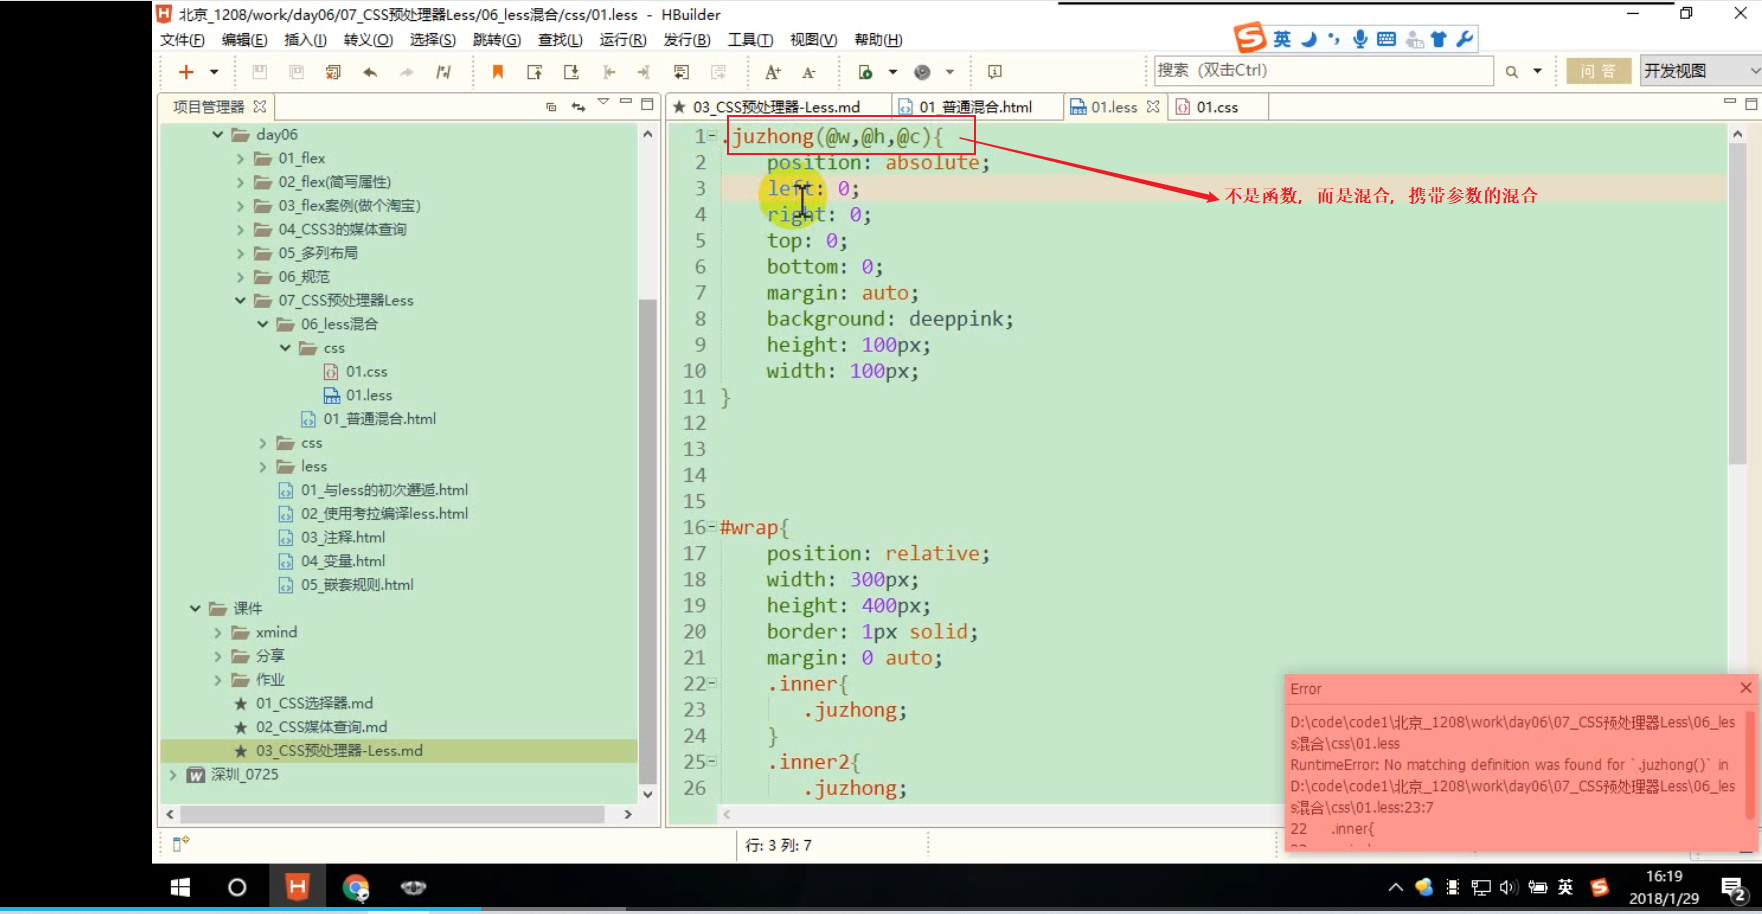 北京_1208/work/day06/07_CSS预处理器Less/06_less混合/css/01.less - HBuilder
文件(F) 编辑(E) 插入(I) 转义(O) 选择(S) 跳转(G) 查找(L) 运行(R) 发行(B) 工具(T) 视图(V) 帮助(H)
英
搜索 (双击Ctrl)
问 答
开发视图
项目管理器
03_CSS预处理器-Less.md
01_普通混合.html
01.less
01.css
day06
01_flex
02_flex(简写属性)
03_flex案例(做个淘宝)
04_CSS3的媒体查询
05_多列布局
06_规范
07_CSS预处理器Less
06_less混合
css
01.css
01.less
01_普通混合.html
css
less
01_与less的初次邂逅.html
02_使用考拉编译less.html
03_注释.html
04_变量.html
05_嵌套规则.html
课件
xmind
分享
作业
01_CSS选择器.md
02_CSS媒体查询.md
03_CSS预处理器-Less.md
深圳_0725
1 .juzhong(@w,@h,@c){
2 position: absolute;
3 left: 0;
不是函数，而是混合，携带参数的混合
4 right: 0;
5 top: 0;
6 bottom: 0;
7 margin: auto;
8 background: deeppink;
9 height: 100px;
10 width: 100px;
11 }
12
13
14
15
16 #wrap{
17 position: relative;
18 width: 300px;
19 height: 400px;
20 border: 1px solid;
21 margin: 0 auto;
22 .inner{
23 .juzhong;
24 }
25 .inner2{
26 .juzhong;
Error
D:\code\code1\北京_1208\work\day06\07_CSS预处理器Less\06_les
s混合\css\01.less
RuntimeError: No matching definition was found for `.juzhong()` in
D:\code\code1\北京_1208\work\day06\07_CSS预处理器Less\06_les
s混合\css\01.less:23:7
22 .inner{
行: 3 列: 7
英
16:19
2018/1/29
2